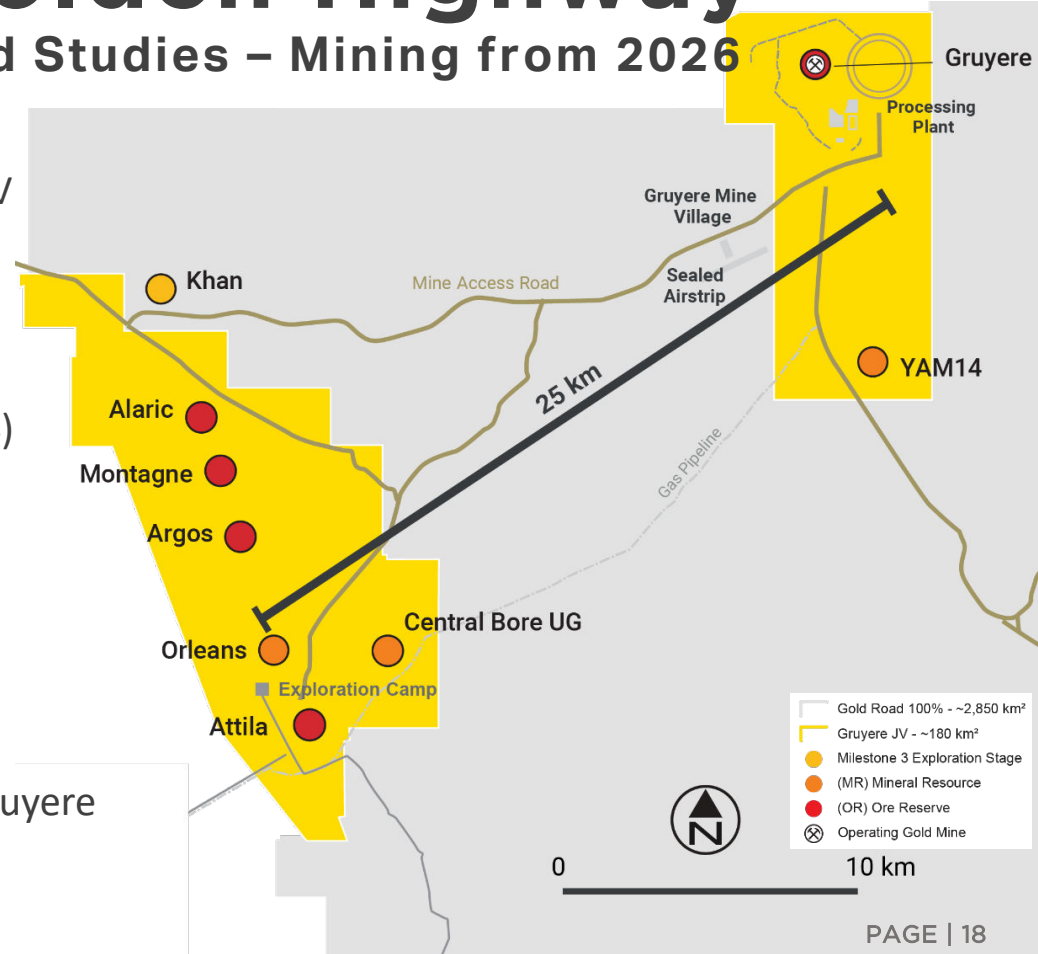 d Studies – Mining from 2026
Gruyere
Processing
Plant
Gruyere Mine
Village
Sealed
Airstrip
Khan
Mine Access Road
YAM14
25 km
Alaric
Montagne
Gas Pipeline
Argos
Central Bore UG
Orleans
Exploration Camp
Attila
Gold Road 100% - ~2,850 km²
Gruyere JV - ~180 km²
Milestone 3 Exploration Stage
(MR) Mineral Resource
(OR) Ore Reserve
Operating Gold Mine
uyere
N
0 10 km
PAGE | 18